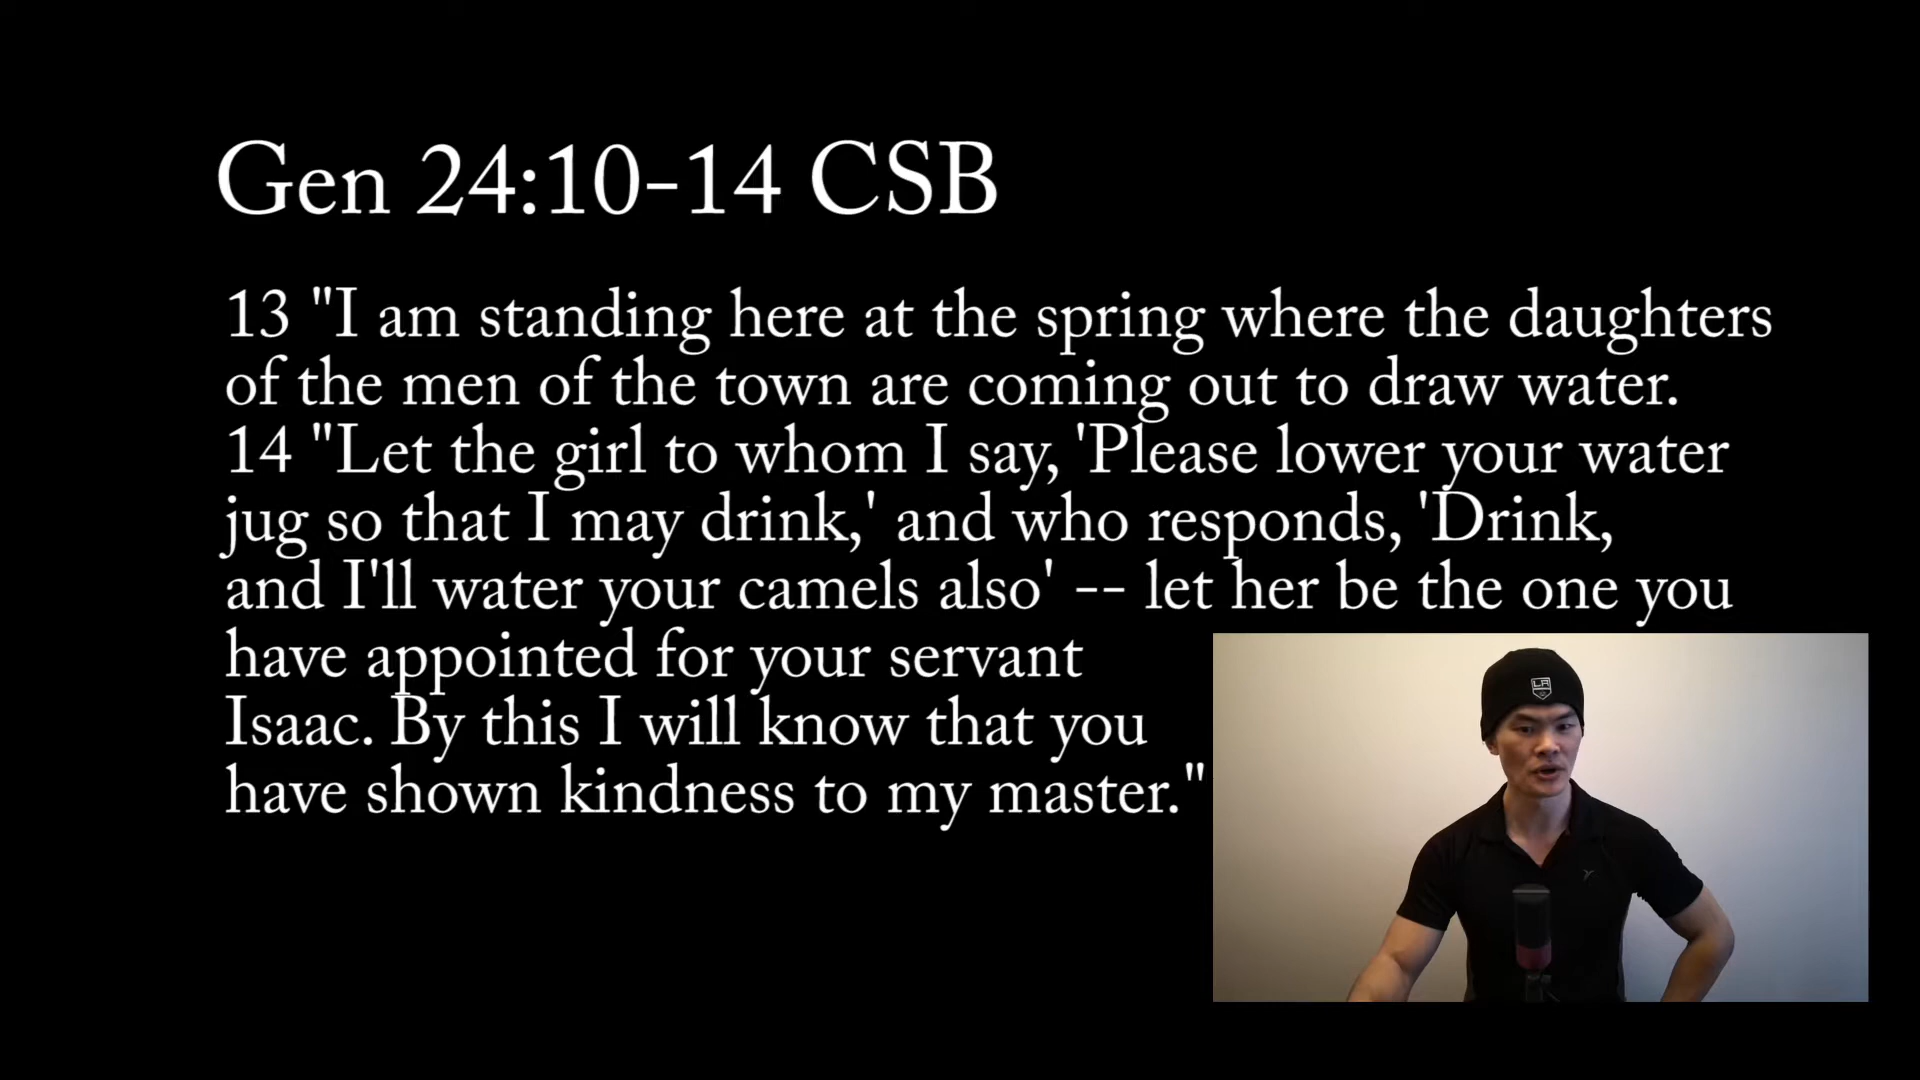 Gen 24:10-14 CSB
13 "I am standing here at the spring where the daughters
of the men of the town are coming out to draw water.
14 "Let the girl to whom I say, 'Please lower your water
jug so that I may drink,' and who responds, 'Drink,
and I'll water your camels also' -- let her be the one you
have appointed for your servant
Isaac. By this I will know that you
have shown kindness to my master."
LA